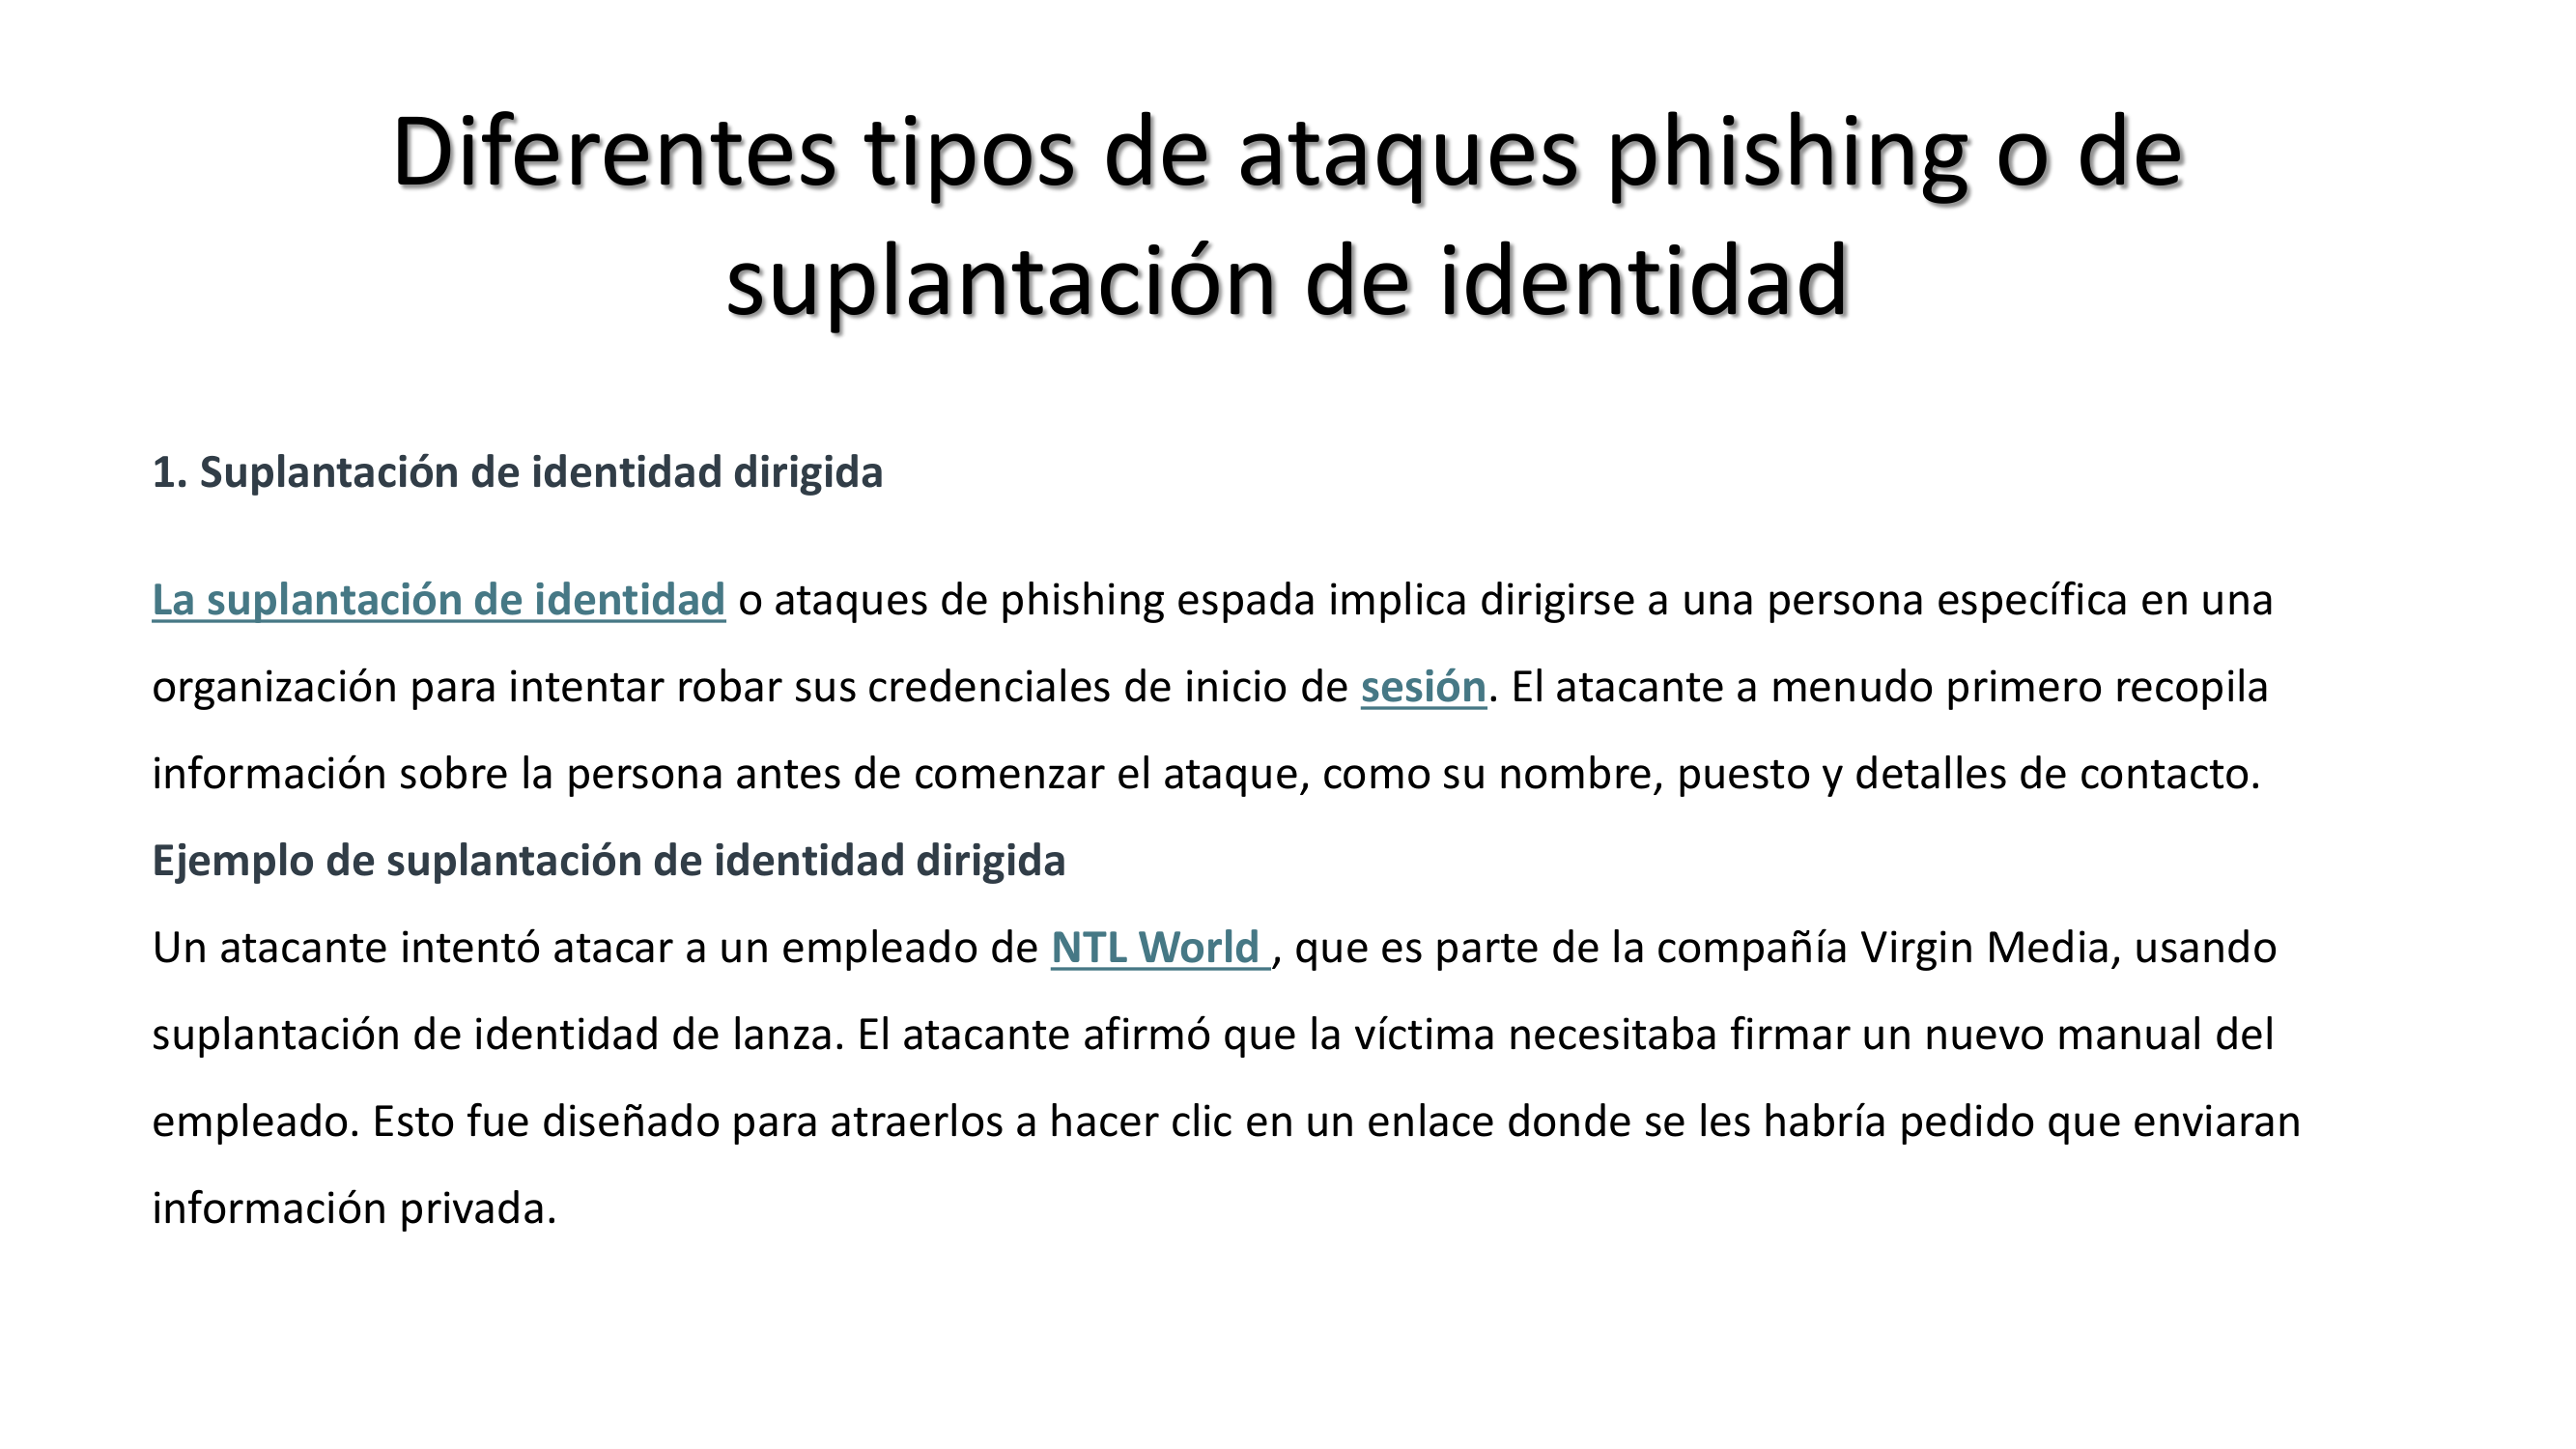 Diferentes tipos de ataques phishing o de
suplantación de identidad
1. Suplantación de identidad dirigida
La suplantación de identidad o ataques de phishing espada implica dirigirse a una persona específica en una
organización para intentar robar sus credenciales de inicio de sesión. El atacante a menudo primero recopila
información sobre la persona antes de comenzar el ataque, como su nombre, puesto y detalles de contacto.
Ejemplo de suplantación de identidad dirigida
Un atacante intentó atacar a un empleado de NTL World , que es parte de la compañía Virgin Media, usando
suplantación de identidad de lanza. El atacante afirmó que la víctima necesitaba firmar un nuevo manual del
empleado. Esto fue diseñado para atraerlos a hacer clic en un enlace donde se les habría pedido que enviaran
información privada.